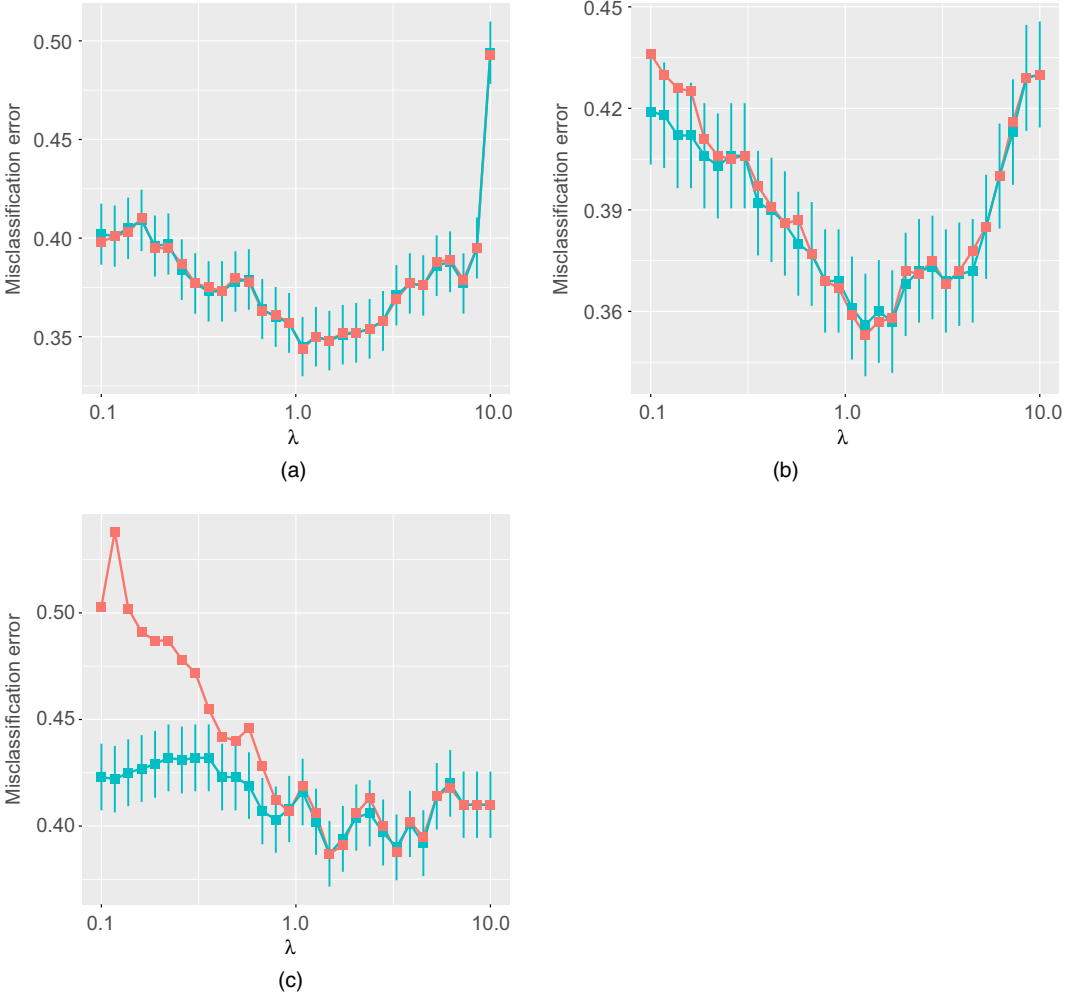 Misclassification error
0.50
0.45
0.40
0.35
0.1
1.0
10.0
λ
(a)
Misclassification error
0.45
0.42
0.39
0.36
0.1
1.0
10.0
λ
(b)
Misclassification error
0.50
0.45
0.40
0.1
1.0
10.0
λ
(c)